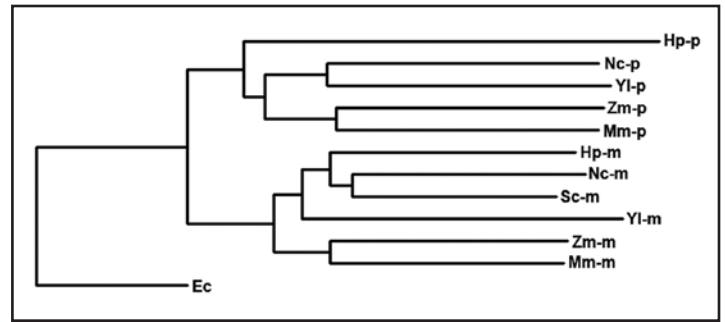 Hp-p
Nc-p
Yl-p
Zm-p
Mm-p
Hp-m
Nc-m
Sc-m
Yl-m
Zm-m
Mm-m
Ec